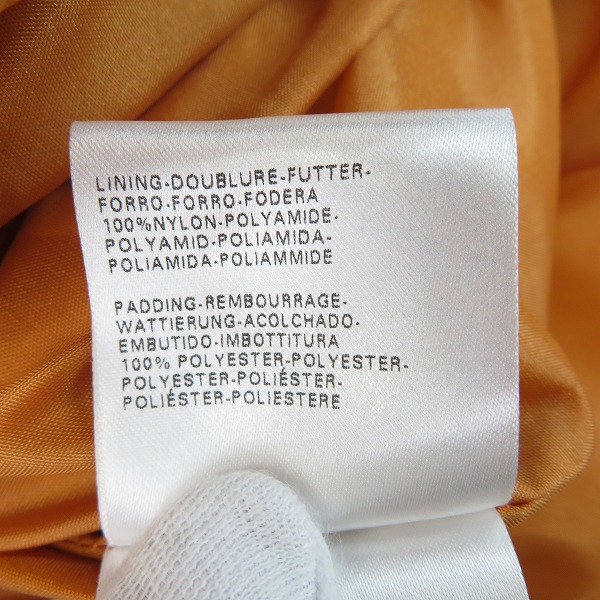 LINING-DOUBLURE-FUTTER-
FORRO-FORRO-FODERA
100%NYLON-POLYAMIDE-
POLYAMID-POLIAMIDA-
POLIAMIDA-POLIAMMIDE
PADDING-REMBOURRAGE-
WATTIERUNG-ACOLCHADO-
EMBUTIDO-IMBOTTITURA
100% POLYESTER-POLYESTER-
POLYESTER-POLIÉSTER-
POLIÉSTER-POLIESTERE